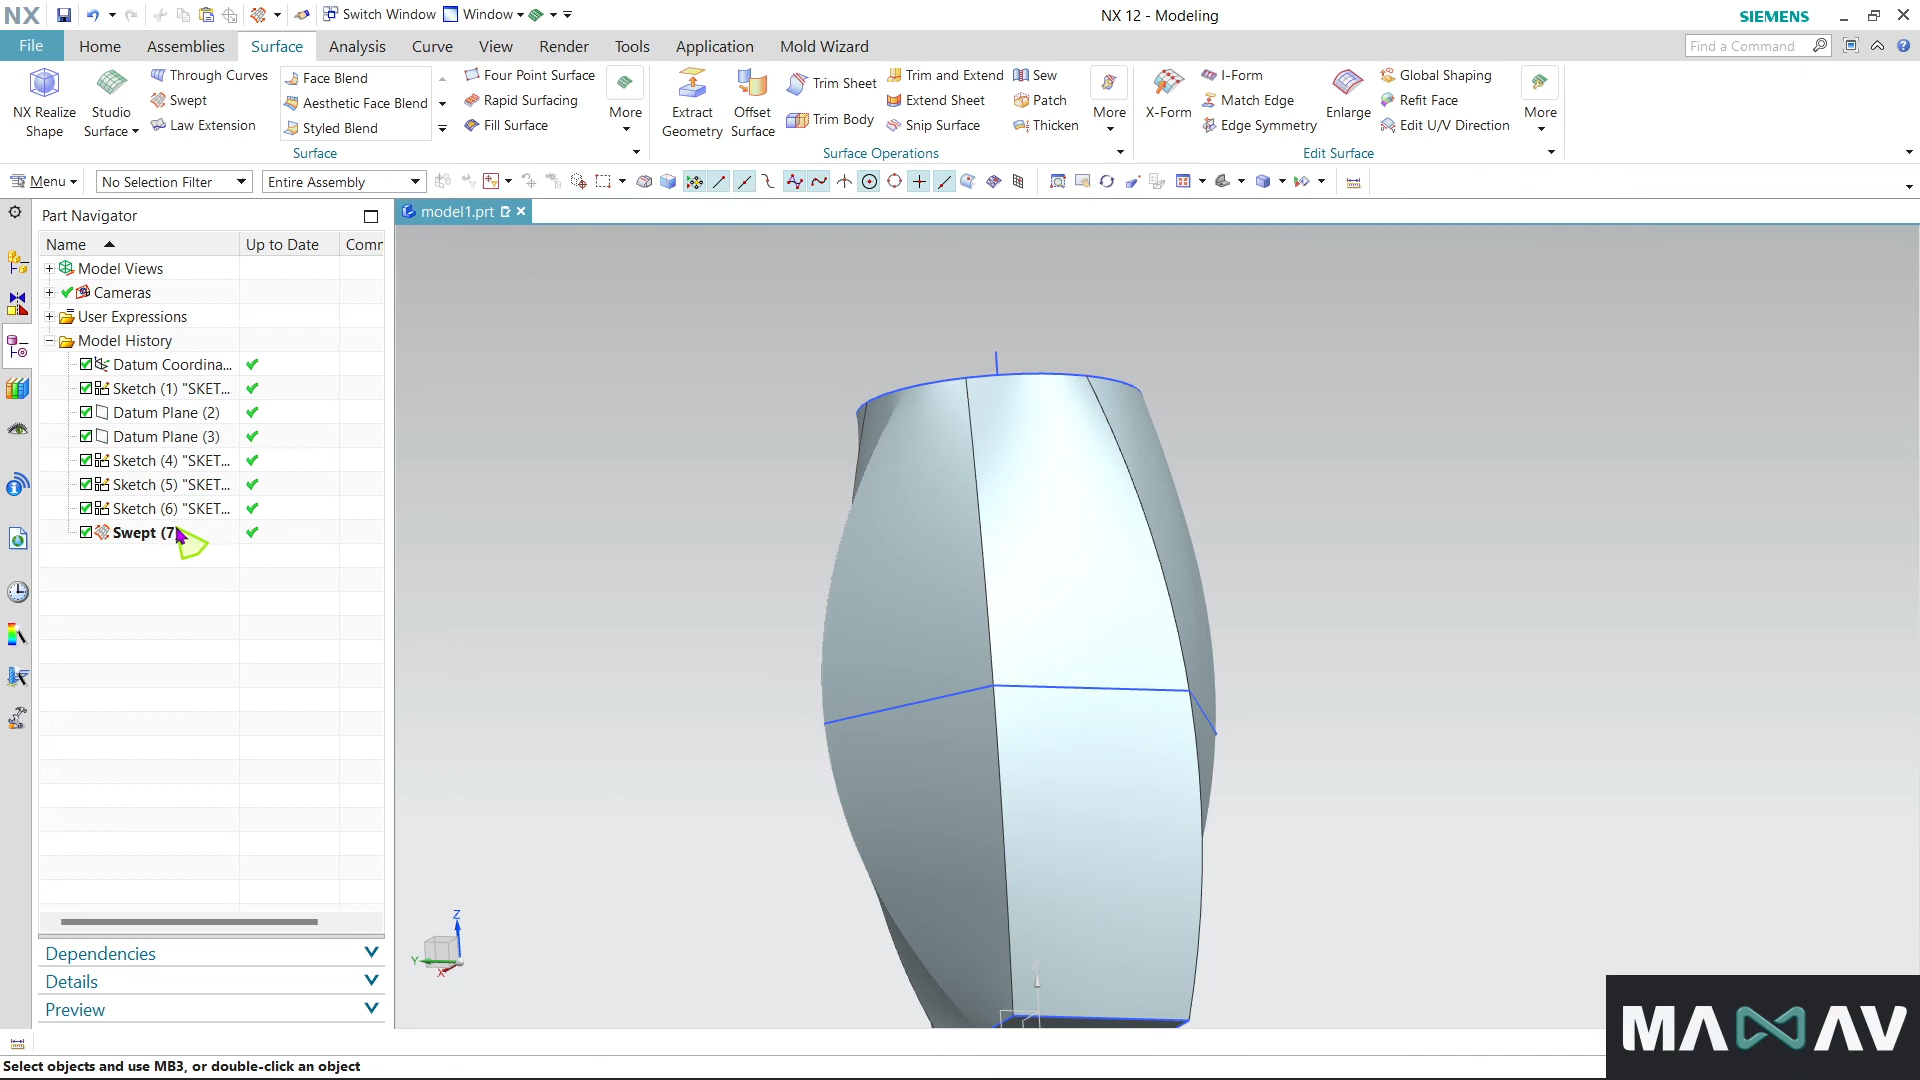 NX Switch Window Window NX 12 - Modeling SIEMENS
File Home Assemblies Surface Analysis Curve View Render Tools Application Mold Wizard Find a Command
NX Realize Shape
Studio Surface
Through Curves
Swept
Law Extension
Face Blend
Aesthetic Face Blend
Styled Blend
Four Point Surface
Rapid Surfacing
Fill Surface
More
Surface
Extract Geometry
Offset Surface
Trim Sheet
Trim Body
Trim and Extend
Extend Sheet
Snip Surface
Sew
Patch
Thicken
More
Surface Operations
X-Form
I-Form
Match Edge
Edge Symmetry
Enlarge
Global Shaping
Refit Face
Edit U/V Direction
More
Edit Surface
Menu No Selection Filter Entire Assembly
Part Navigator
model1.prt
Name Up to Date Comr
Model Views
Cameras
User Expressions
Model History
Datum Coordina...
Sketch (1) "SKET...
Datum Plane (2)
Datum Plane (3)
Sketch (4) "SKET...
Sketch (5) "SKET...
Sketch (6) "SKET...
Swept (7)
Z
Y
X
Z
Dependencies
Details
Preview
Select objects and use MB3, or double-click an object